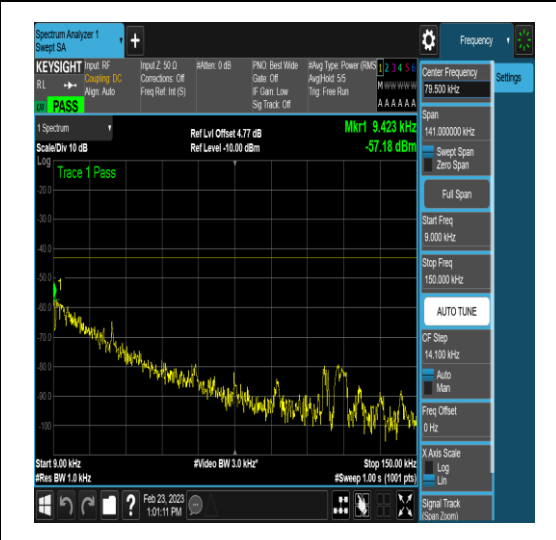 Spectrum Analyzer 1
Swept SA
Frequency
KEYSIGHT
RL
PASS
Input: RF
Coupling: DC
Align: Auto
Input Z: 50 Ω
Corrections: Off
Freq Ref: Int (S)
#Atten: 0 dB
PNO: Best Wide
Gate: Off
IF Gain: Low
Sig Track: Off
#Avg Type: Power (RMS
Avg|Hold: 5/5
Trig: Free Run
1 2 3 4 5 6
M W W W W W
A A A A A A
1 Spectrum
Scale/Div 10 dB
Ref Lvl Offset 4.77 dB
Ref Level -10.00 dBm
Mkr1 9.423 kHz
-57.18 dBm
Log
Trace 1 Pass
1
-20.0
-30.0
-40.0
-50.0
-60.0
-70.0
-80.0
-90.0
-100
Start 9.00 kHz
#Res BW 1.0 kHz
#Video BW 3.0 kHz*
Stop 150.00 kHz
#Sweep 1.00 s (1001 pts)
Feb 23, 2023
1:01:11 PM
?
Center Frequency
79.500 kHz
Settings
Span
141.000000 kHz
Swept Span
Zero Span
Full Span
Start Freq
9.000 kHz
Stop Freq
150.000 kHz
AUTO TUNE
CF Step
14.100 kHz
Auto
Man
Freq Offset
0 Hz
X Axis Scale
Log
Lin
Signal Track
(Span Zoom)